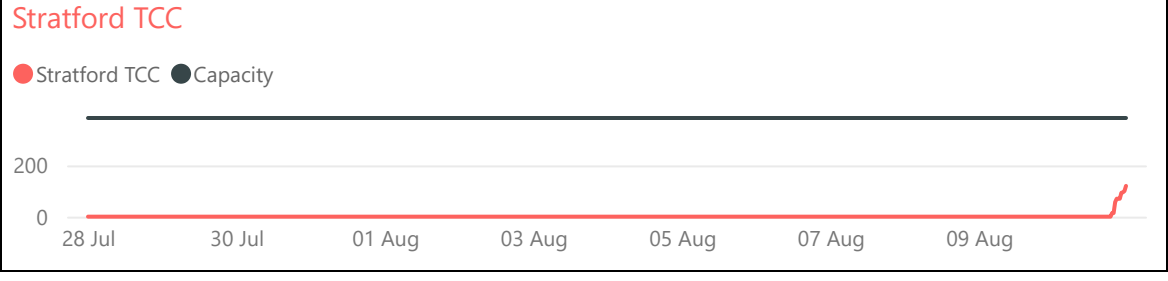 Stratford TCC
Stratford TCC Capacity
200
0
28 Jul 30 Jul 01 Aug 03 Aug 05 Aug 07 Aug 09 Aug